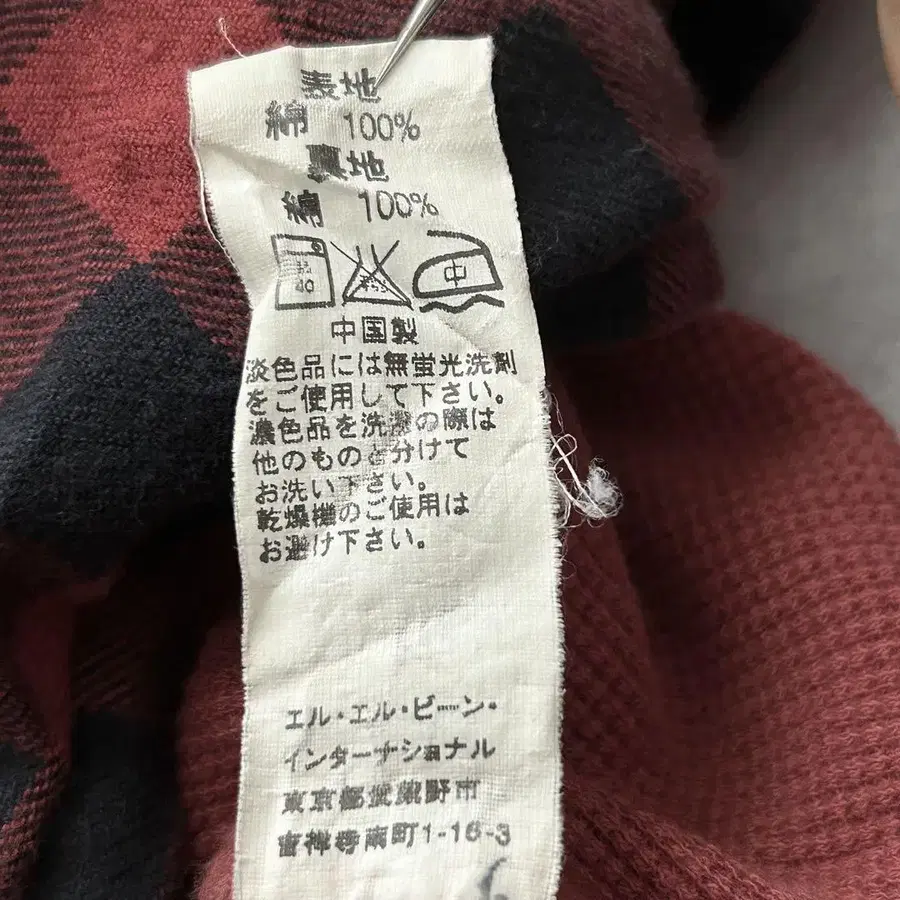 表地
綿 100%
裏地
綿 100%
40
中
中国製
淡色品には無蛍光洗剤
をご使用して下さい。
濃色品を洗濯の際は
他のものと分けて
お洗い下さい。
乾燥機のご使用は
お避け下さい。
エル・エル・ビーン・
インターナショナル
東京都武蔵野市
吉祥寺南町1-16-3